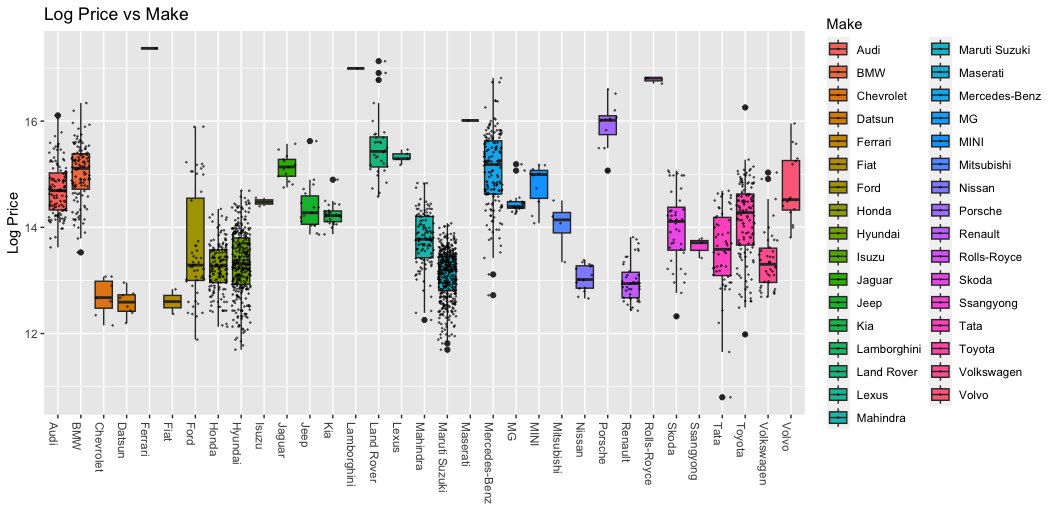 Log Price vs Make
Log Price
16
14
12
Audi
BMW
Chevrolet
Datsun
Ferrari
Fiat
Ford
Honda
Hyundai
Isuzu
Jaguar
Jeep
Kia
Lamborghini
Land Rover
Lexus
Mahindra
Maruti Suzuki
Maserati
Mercedes-Benz
MG
MINI
Mitsubishi
Nissan
Porsche
Renault
Rolls-Royce
Skoda
Ssangyong
Tata
Toyota
Volkswagen
Volvo
Make
Audi
BMW
Chevrolet
Datsun
Ferrari
Fiat
Ford
Honda
Hyundai
Isuzu
Jaguar
Jeep
Kia
Lamborghini
Land Rover
Lexus
Mahindra
Maruti Suzuki
Maserati
Mercedes-Benz
MG
MINI
Mitsubishi
Nissan
Porsche
Renault
Rolls-Royce
Skoda
Ssangyong
Tata
Toyota
Volkswagen
Volvo